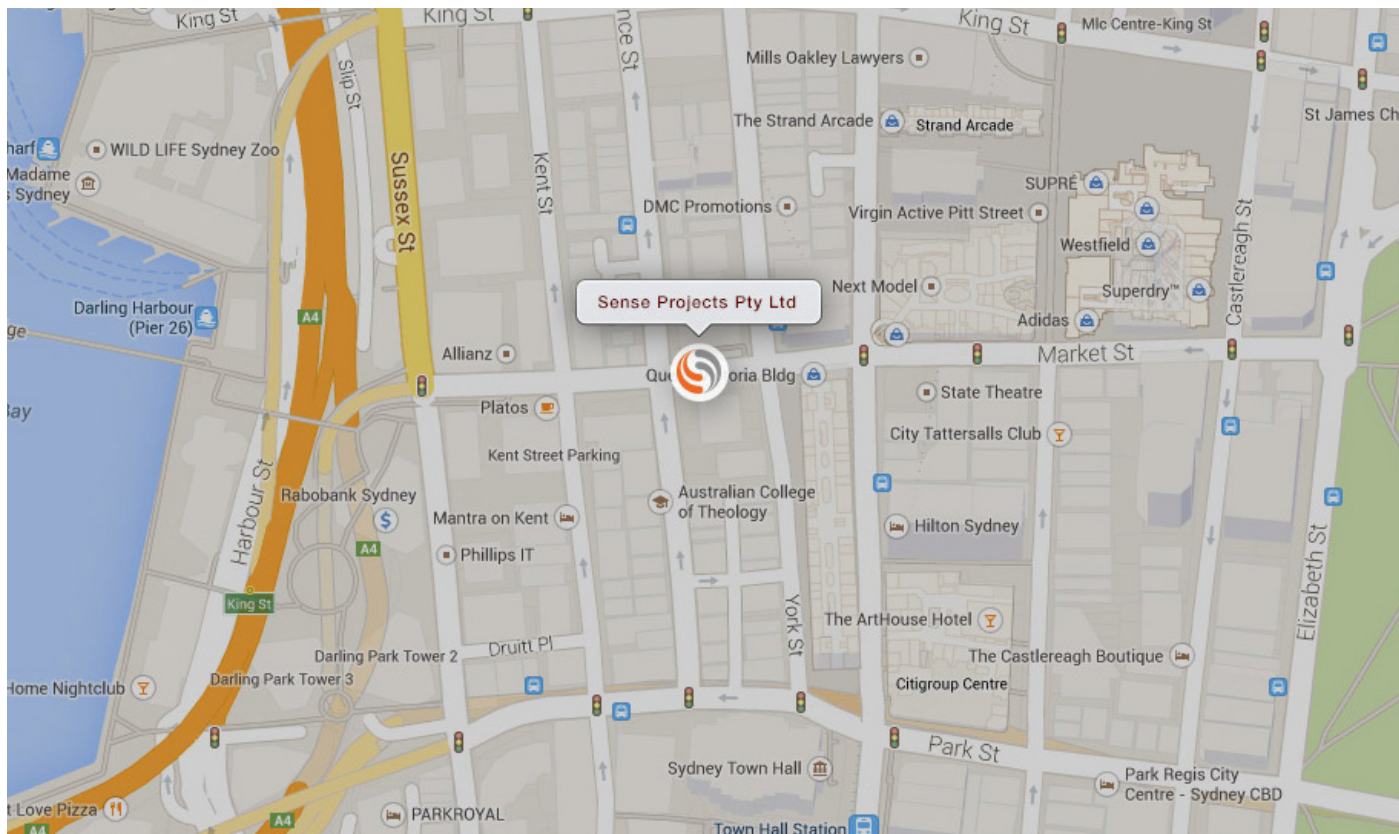 King St
King St
King St
Mlc Centre-King St
nce St
Slip St
Mills Oakley Lawyers
The Strand Arcade
Strand Arcade
St James Ch
harf
WILD LIFE Sydney Zoo
Madame
s Sydney
Sussex St
Kent St
SUPRÉ
DMC Promotions
Virgin Active Pitt Street
Westfield
Castlereagh St
Next Model
Superdry™
Sense Projects Pty Ltd
Darling Harbour
(Pier 26)
A4
Adidas
ge
Allianz
Market St
Que
oria Bldg
State Theatre
Platos
Bay
City Tattersalls Club
Kent Street Parking
Harbour St
Rabobank Sydney
Australian College
of Theology
Mantra on Kent
Hilton Sydney
A4
Phillips IT
King St
York St
Elizabeth St
The ArtHouse Hotel
Druitt Pl
Darling Park Tower 2
The Castlereagh Boutique
Darling Park Tower 3
Home Nightclub
Citigroup Centre
Park St
Sydney Town Hall
Park Regis City
Centre - Sydney CBD
t Love Pizza
PARKROYAL
A4
A4
Town Hall Station